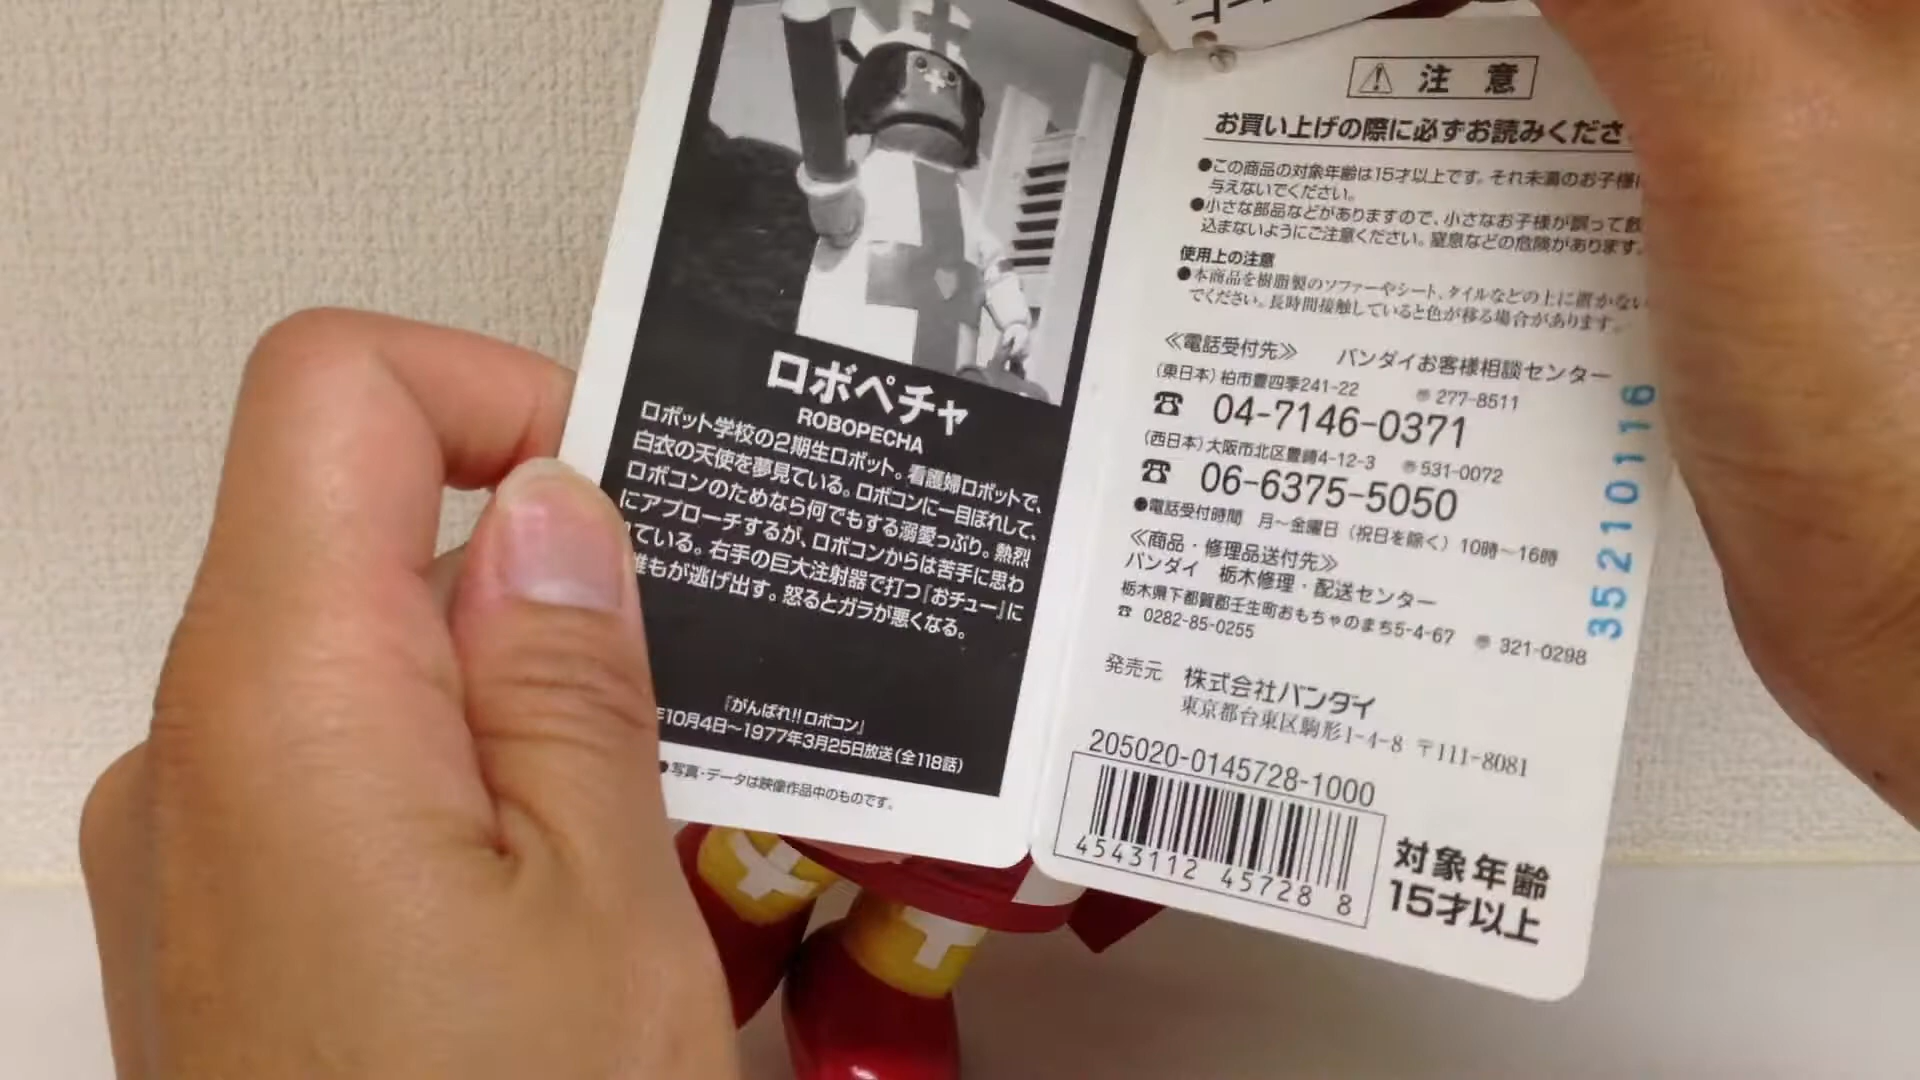 ロボペチャ
ROBOPECHA
ロボット学校の2期生ロボット。看護婦ロボットで、
白衣の天使を夢見ている。ロボコンに一目ぼれして、
ロボコンのためなら何でもする溺愛っぷり。熱烈
にアプローチするが、ロボコンからは苦手に思わ
ている。右手の巨大注射器で打つ「おチュー」に
誰もが逃げ出す。怒るとガラが悪くなる。
『がんばれ!!ロボコン』
年10月4日〜1977年3月25日放送(全118話)
●写真・データは映像作品中のものです。
⚠ 注 意
お買い上げの際に必ずお読みくださ
●この商品の対象年齢は15才以上です。それ未満のお子様に
与えないでください。
●小さな部品などがありますので、小さなお子様が誤って飲
込まないようにご注意ください。窒息などの危険があります。
使用上の注意
●本商品を樹脂製のソファーやシート、タイルなどの上に置かない
でください。長時間接触していると色が移る場合があります。
≪電話受付先≫ バンダイお客様相談センター
(東日本)柏市豊四季241-22 〒277-8511
☎ 04-7146-0371
(西日本)大阪市北区豊崎4-12-3 〒531-0072
☎ 06-6375-5050
●電話受付時間 月〜金曜日(祝日を除く)10時〜16時
≪商品・修理品送付先≫
バンダイ 栃木修理・配送センター
栃木県下都賀郡壬生町おもちゃのまち5-4-67 〒321-0298
☎ 0282-85-0255
発売元 株式会社バンダイ
東京都台東区駒形1-4-8 〒111-8081
205020-0145728-1000
4543112 45728 8
対象年齢
15才以上
35210116